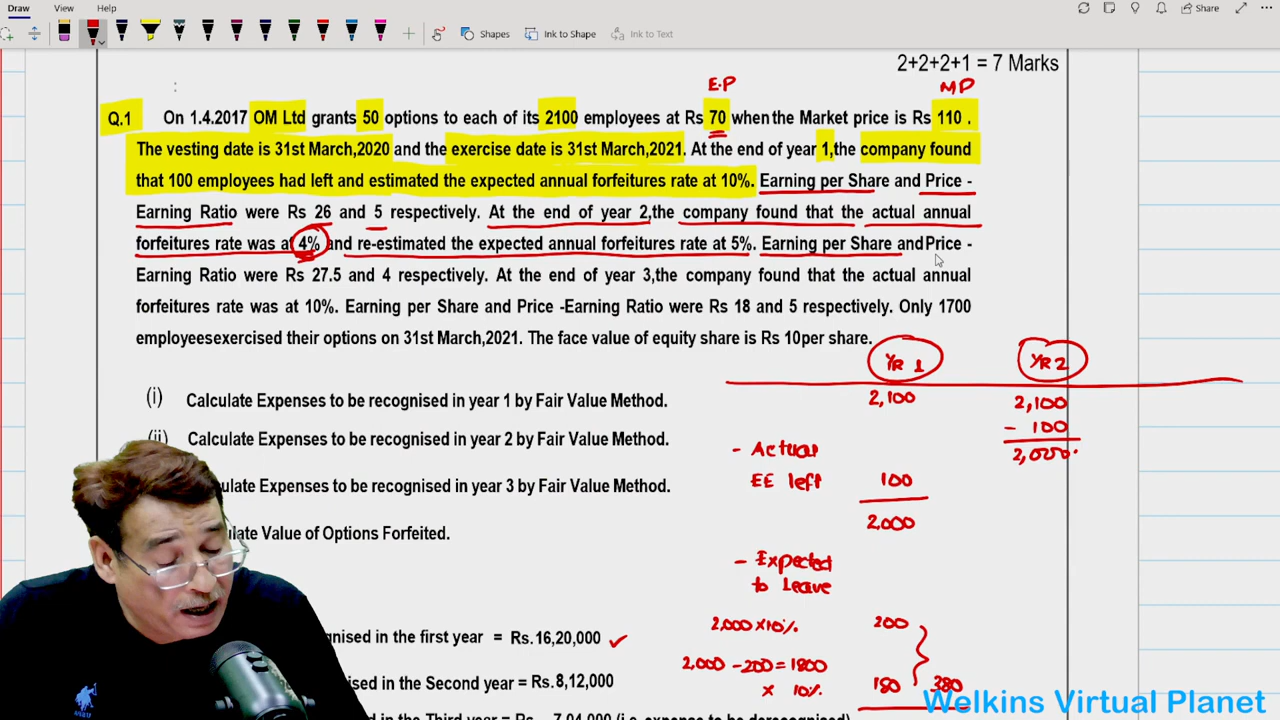 Draw View Help
Shapes Ink to Shape Ink to Text Share
2+2+2+1 = 7 Marks
E.P MP
Q.1 On 1.4.2017 OM Ltd grants 50 options to each of its 2100 employees at Rs 70 when the Market price is Rs 110 .
The vesting date is 31st March,2020 and the exercise date is 31st March,2021. At the end of year 1,the company found
that 100 employees had left and estimated the expected annual forfeitures rate at 10%. Earning per Share and Price -
Earning Ratio were Rs 26 and 5 respectively. At the end of year 2,the company found that the actual annual
forfeitures rate was at 4% and re-estimated the expected annual forfeitures rate at 5%. Earning per Share and Price -
Earning Ratio were Rs 27.5 and 4 respectively. At the end of year 3,the company found that the actual annual
forfeitures rate was at 10%. Earning per Share and Price -Earning Ratio were Rs 18 and 5 respectively. Only 1700
employeesexercised their options on 31st March,2021. The face value of equity share is Rs 10per share.
YR 1 YR 2
(i) Calculate Expenses to be recognised in year 1 by Fair Value Method.
2,100 2,100
- 100
(ii) Calculate Expenses to be recognised in year 2 by Fair Value Method.
- Actual 2,000
EE left 100
Expenses to be recognised in year 3 by Fair Value Method.
2,000
Value of Options Forfeited.
- Expected
to Leave
2,000 × 10% 200
in the first year = Rs.16,20,000
2,000 - 200 = 1800
× 10% 180 380
in the Second year = Rs.8,12,000
Welkins Virtual Planet
in the Third year = Rs. 7,04,000 (i.e. expense to be derecognised)